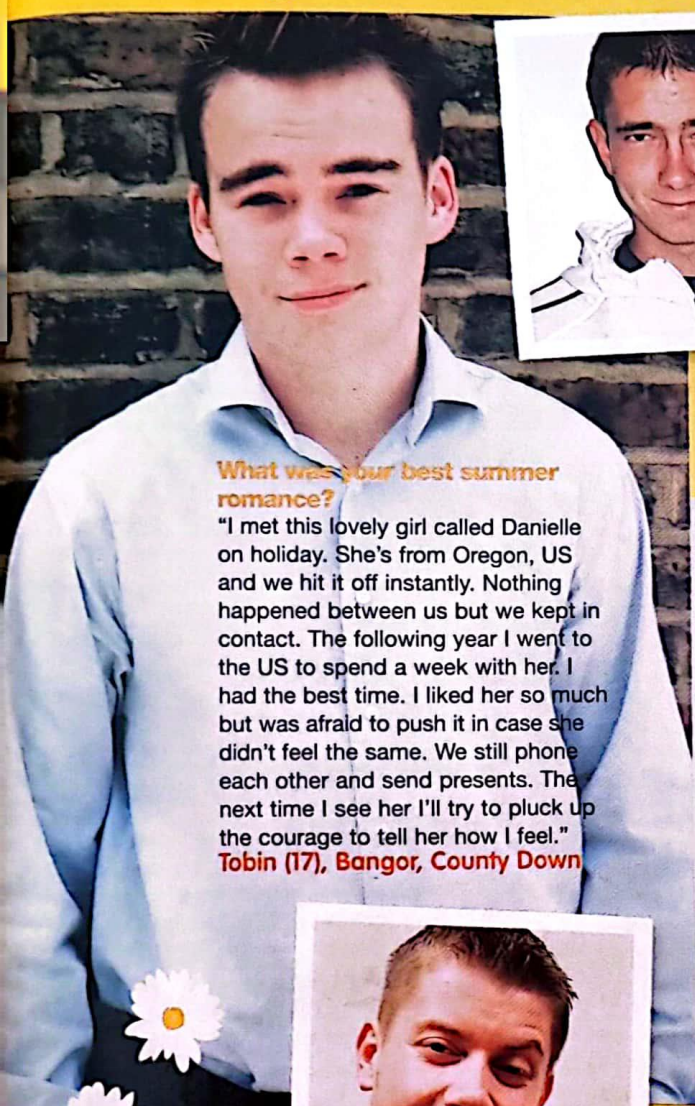 What was your best summer
romance?
“I met this lovely girl called Danielle
on holiday. She’s from Oregon, US
and we hit it off instantly. Nothing
happened between us but we kept in
contact. The following year I went to
the US to spend a week with her. I
had the best time. I liked her so much
but was afraid to push it in case she
didn’t feel the same. We still phone
each other and send presents. The
next time I see her I’ll try to pluck up
the courage to tell her how I feel.”
Tobin (17), Bangor, County Down